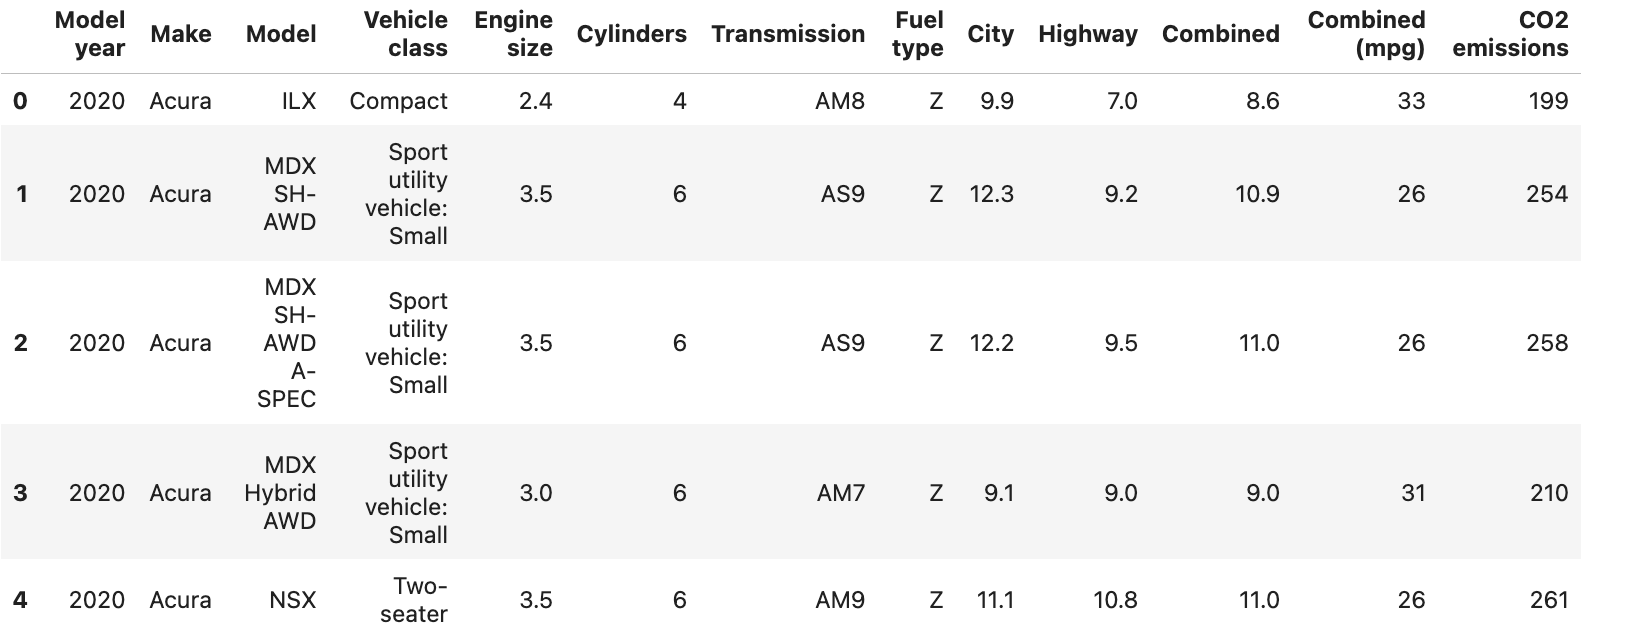 Model year Make Model Vehicle class Engine size Cylinders Transmission Fuel type City Highway Combined Combined (mpg) CO2 emissions
0 2020 Acura ILX Compact 2.4 4 AM8 Z 9.9 7.0 8.6 33 199
1 2020 Acura MDX SH-AWD Sport utility vehicle: Small 3.5 6 AS9 Z 12.3 9.2 10.9 26 254
2 2020 Acura MDX SH-AWD A-SPEC Sport utility vehicle: Small 3.5 6 AS9 Z 12.2 9.5 11.0 26 258
3 2020 Acura MDX Hybrid AWD Sport utility vehicle: Small 3.0 6 AM7 Z 9.1 9.0 9.0 31 210
4 2020 Acura NSX Two-seater 3.5 6 AM9 Z 11.1 10.8 11.0 26 261